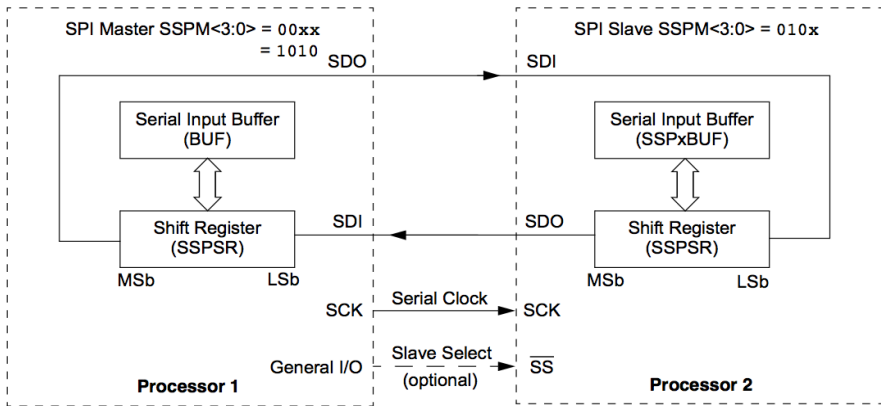 SPI Master SSPM<3:0> = 00xx
= 1010
SPI Slave SSPM<3:0> = 010x
SDO
SDI
Serial Input Buffer
(BUF)
Serial Input Buffer
(SSPxBUF)
Shift Register
(SSPSR)
SDI
SDO
Shift Register
(SSPSR)
MSb
LSb
MSb
LSb
SCK
Serial Clock
SCK
General I/O
Slave Select
(optional)
SS
Processor 1
Processor 2